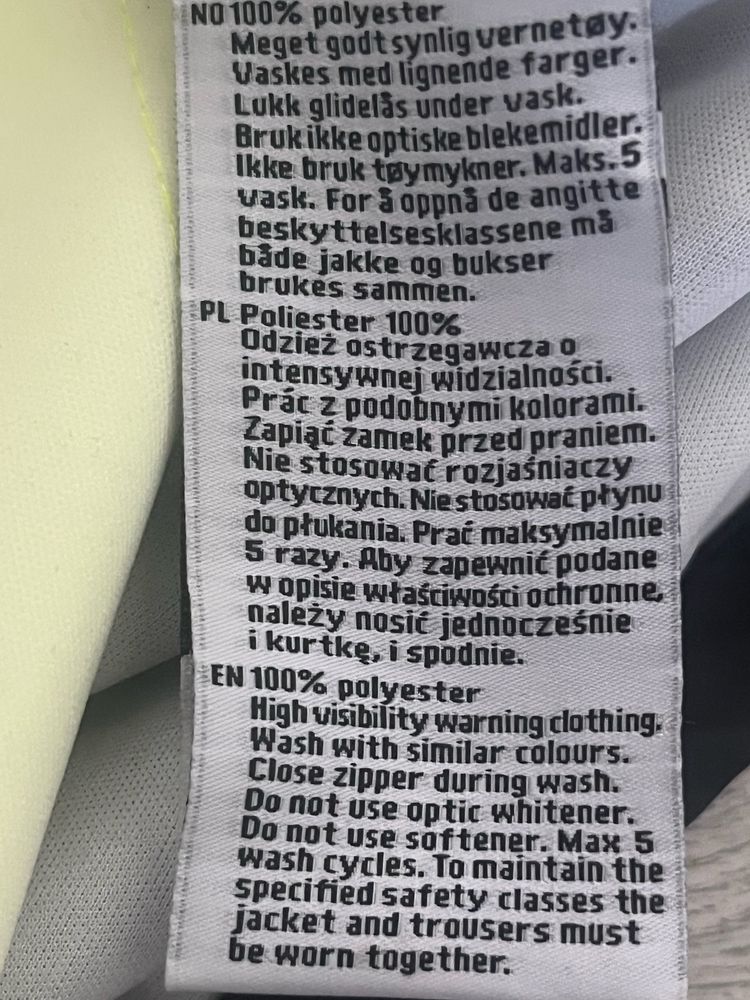 NO 100% polyester
Meget godt synlig vernetøy.
Vaskes med lignende farger.
Lukk glidelås under vask.
Bruk ikke optiske blekemidler.
Ikke bruk tøymykner. Maks. 5
vask. For å oppnå de angitte
beskyttelsesklassene må
både jakke og bukser
brukes sammen.
PL Poliester 100%
Odzież ostrzegawcza o
intensywnej widzialności.
Prać z podobnymi kolorami.
Zapiąć zamek przed praniem.
Nie stosować rozjaśniaczy
optycznych. Nie stosować płynu
do płukania. Prać maksymalnie
5 razy. Aby zapewnić podane
w opisie właściwości ochronne,
należy nosić jednocześnie
i kurtkę, i spodnie.
EN 100% polyester
High visibility warning clothing.
Wash with similar colours.
Close zipper during wash.
Do not use optic whitener.
Do not use softener. Max 5
wash cycles. To maintain the
specified safety classes the
jacket and trousers must
be worn together.